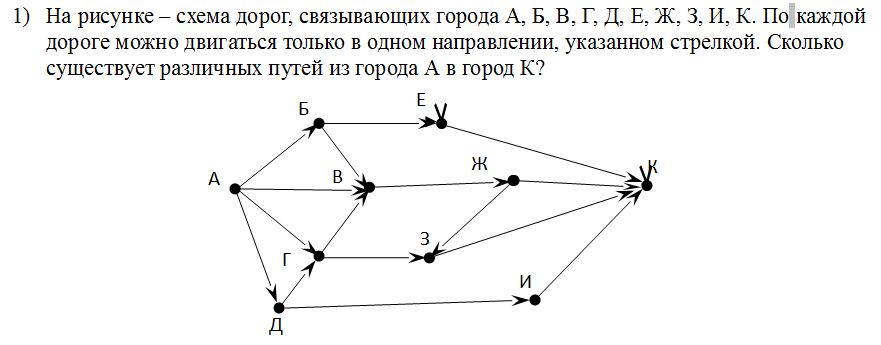 1) На рисунке – схема дорог, связывающих города А, Б, В, Г, Д, Е, Ж, З, И, К. По каждой
дороге можно двигаться только в одном направлении, указанном стрелкой. Сколько
существует различных путей из города А в город К?
Е
Б
Ж
К
В
А
З
Г
И
Д